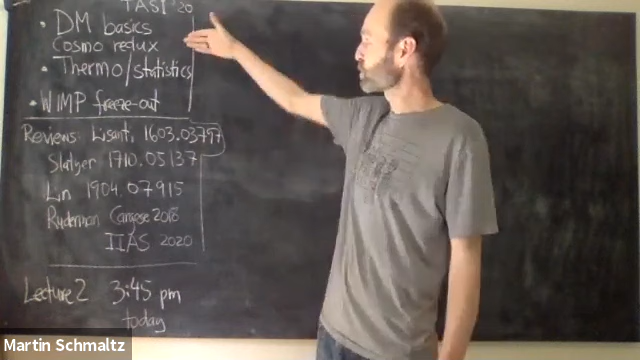 TASI '20
• DM basics
Cosmo redux
• Thermo/statistics
• WIMP freeze-out
Reviews: Lisanti, 1603.03797
Slatyer 1710.05137
Lin 1904.07915
Ruderman Cargese 2018
IIAS 2020
Lecture 2 3:45 pm
today
Martin Schmaltz